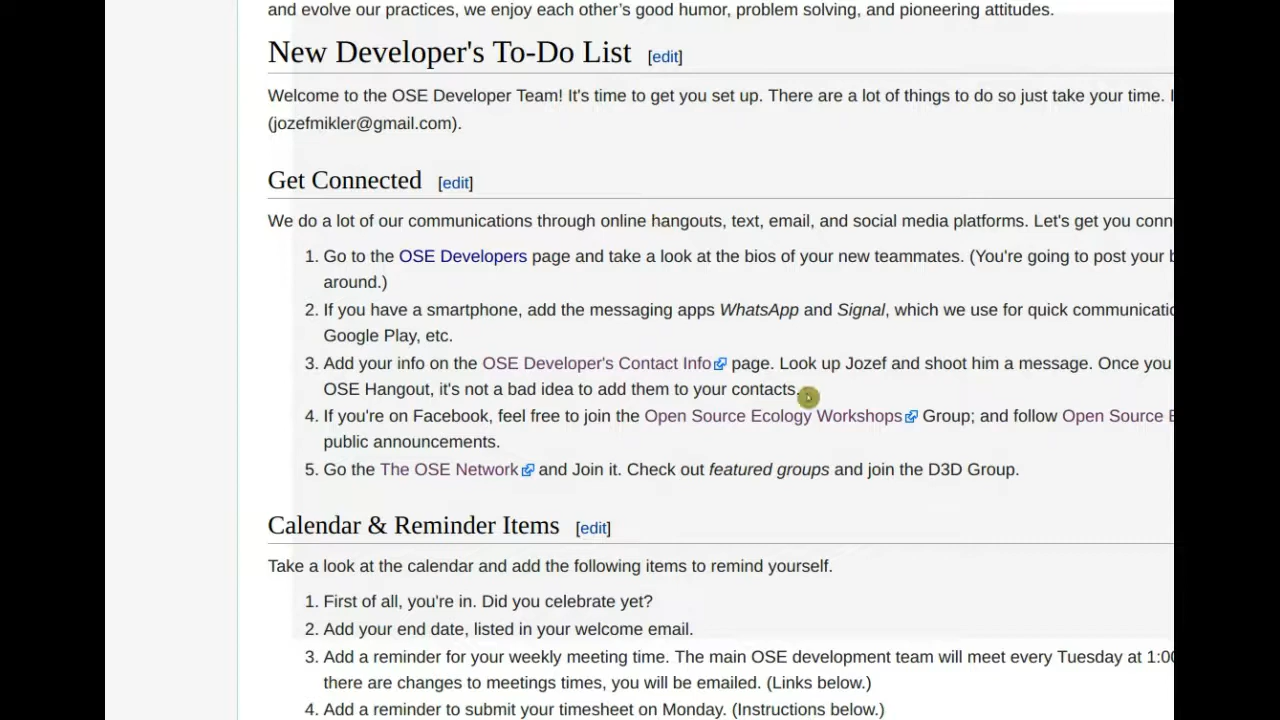 and evolve our practices, we enjoy each other’s good humor, problem solving, and pioneering attitudes.
New Developer's To-Do List [edit]
Welcome to the OSE Developer Team! It's time to get you set up. There are a lot of things to do so just take your time.
(jozefmikler@gmail.com).
Get Connected [edit]
We do a lot of our communications through online hangouts, text, email, and social media platforms. Let's get you
1. Go to the OSE Developers page and take a look at the bios of your new teammates. (You're going to post your
around.)
2. If you have a smartphone, add the messaging apps WhatsApp and Signal, which we use for quick
Google Play, etc.
3. Add your info on the OSE Developer's Contact Info page. Look up Jozef and shoot him a message. Once you
OSE Hangout, it's not a bad idea to add them to your contacts.
4. If you're on Facebook, feel free to join the Open Source Ecology Workshops Group; and follow Open Source
public announcements.
5. Go the The OSE Network and Join it. Check out featured groups and join the D3D Group.
Calendar & Reminder Items [edit]
Take a look at the calendar and add the following items to remind yourself.
1. First of all, you're in. Did you celebrate yet?
2. Add your end date, listed in your welcome email.
3. Add a reminder for your weekly meeting time. The main OSE development team will meet every Tuesday at
there are changes to meetings times, you will be emailed. (Links below.)
4. Add a reminder to submit your timesheet on Monday. (Instructions below.)